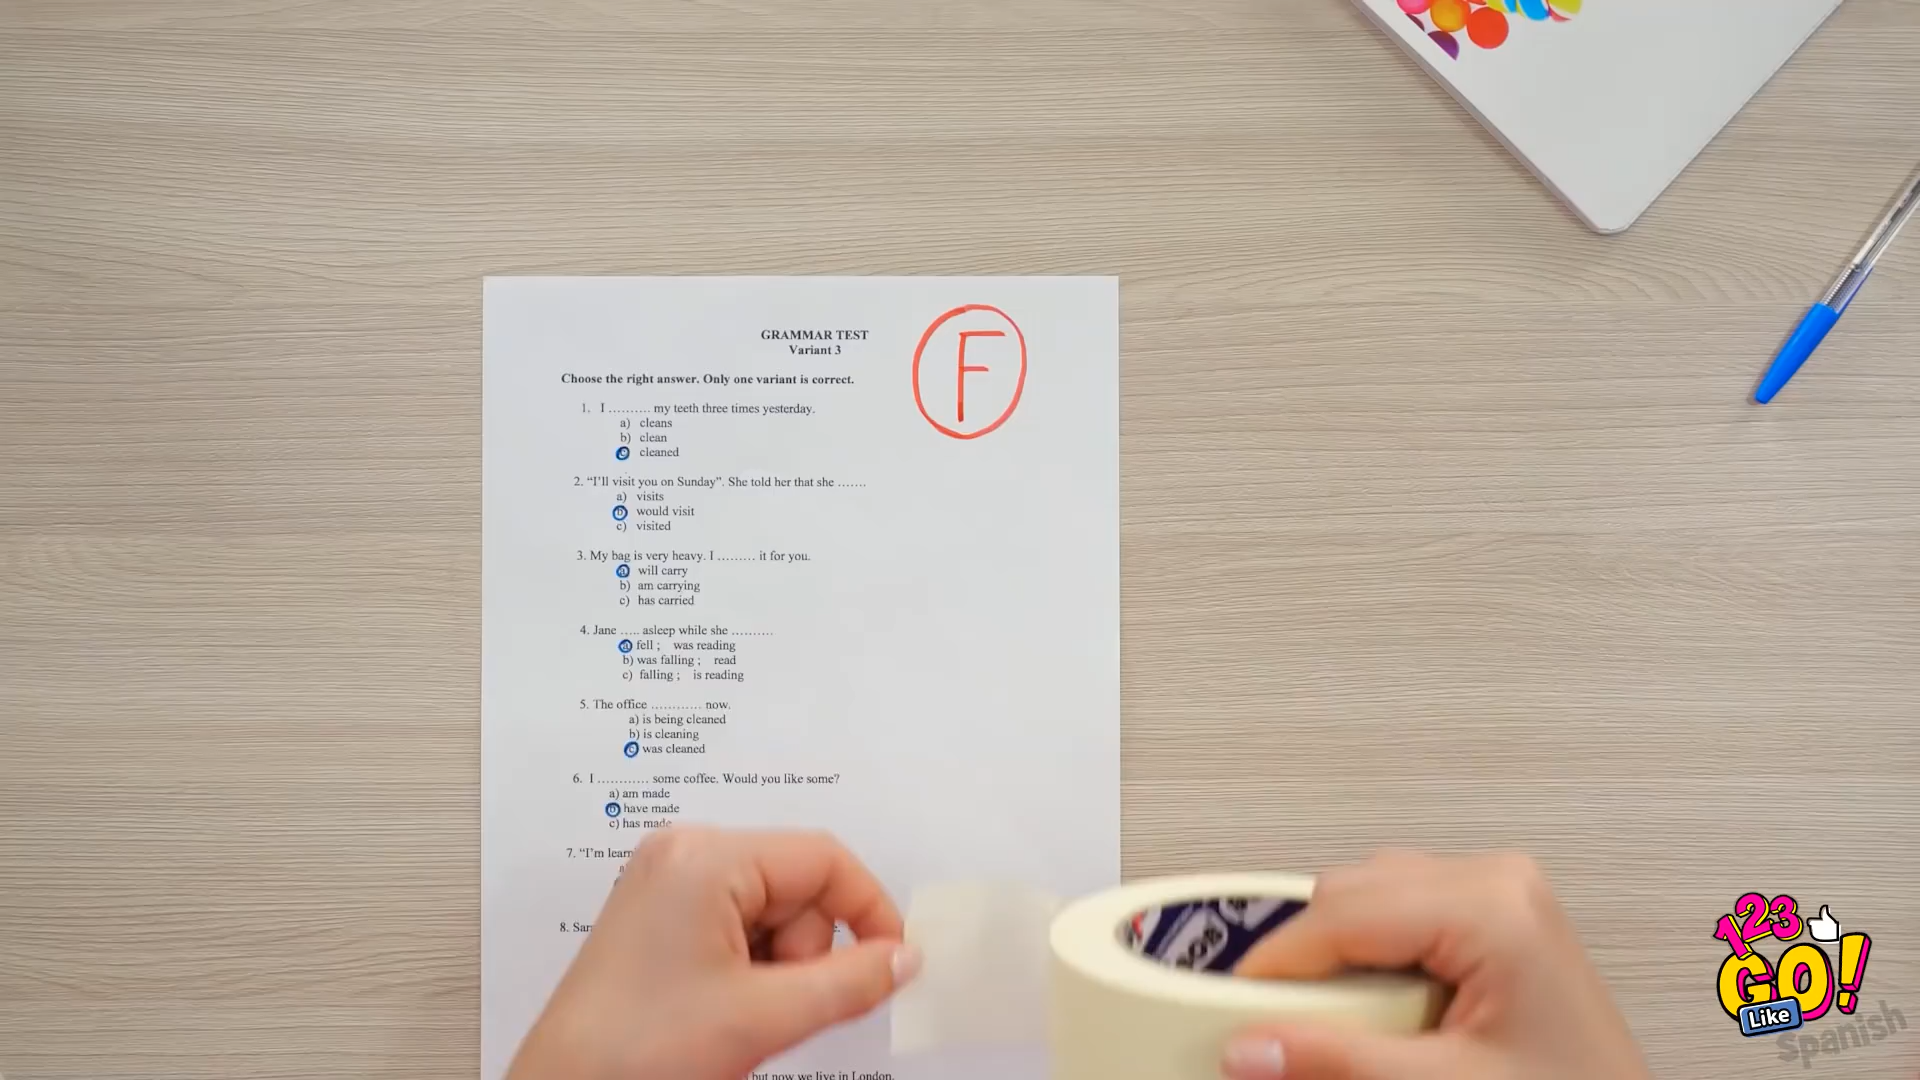 GRAMMAR TEST
Variant 3
F
Choose the right answer. Only one variant is correct.
1. I .......... my teeth three times yesterday.
a) cleans
b) clean
c) cleaned
2. “I’ll visit you on Sunday”. She told her that she .......
a) visits
b) would visit
c) visited
3. My bag is very heavy. I ......... it for you.
a) will carry
b) am carrying
c) has carried
4. Jane ..... asleep while she ..........
a) fell ; was reading
b) was falling ; read
c) falling ; is reading
5. The office ............ now.
a) is being cleaned
b) is cleaning
c) was cleaned
6. I ............ some coffee. Would you like some?
a) am made
b) have made
c) has made
7. “I’m
8.
but now we live in London.
123
GO!
Like
Spanish